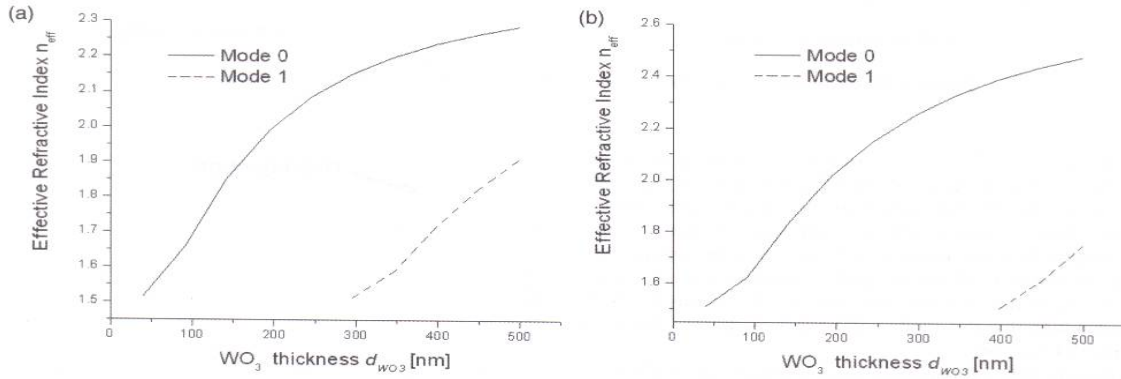 (a)
2.3
2.2
2.1
2.0
1.9
1.8
1.7
1.6
1.5
Effective Refractive Index n_eff
Mode 0
Mode 1
0 100 200 300 400 500
WO₃ thickness d_WO3 [nm]
(b)
2.6
2.4
2.2
2.0
1.8
1.6
Effective Refractive Index n_eff
Mode 0
Mode 1
0 100 200 300 400 500
WO₃ thickness d_WO3 [nm]